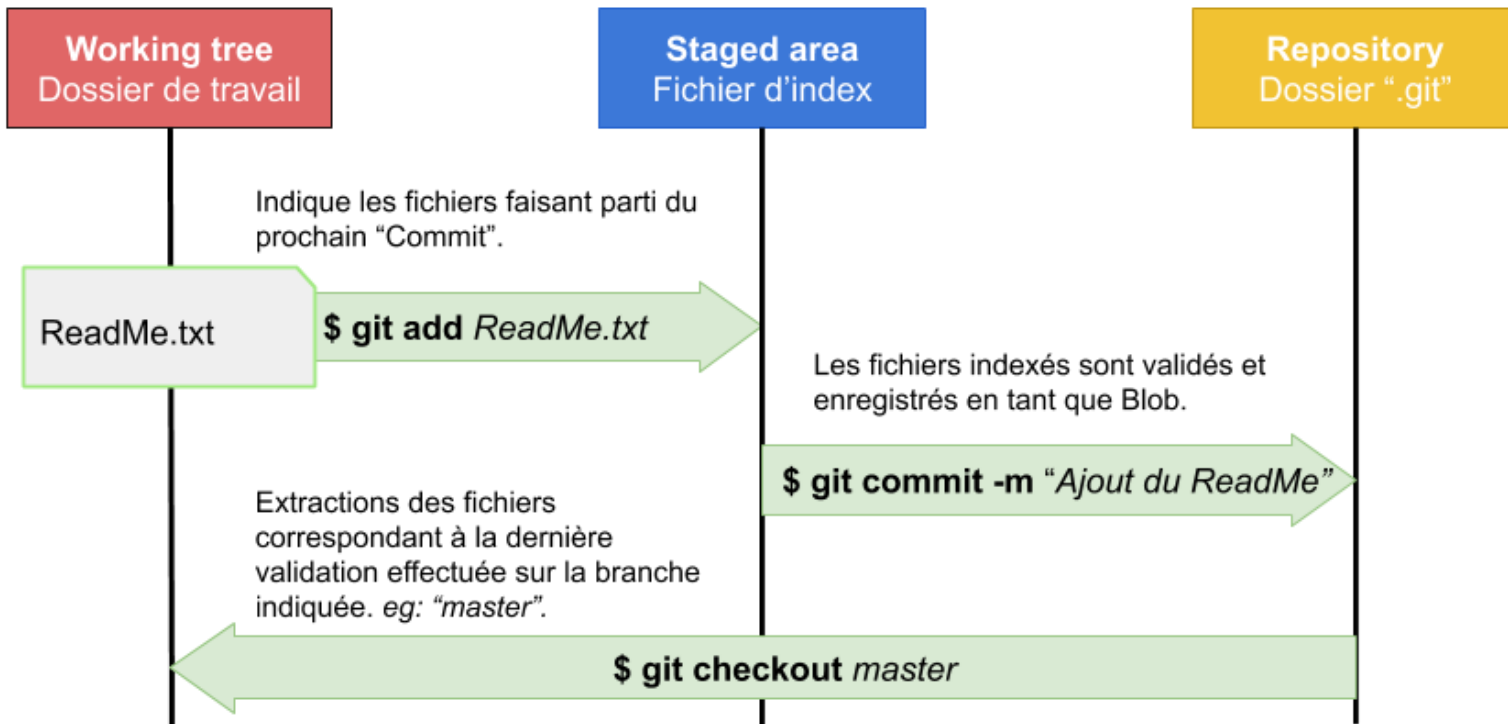 Working tree
Dossier de travail
Staged area
Fichier d’index
Repository
Dossier “.git”
Indique les fichiers faisant parti du
prochain “Commit”.
ReadMe.txt
$ git add ReadMe.txt
Les fichiers indexés sont validés et
enregistrés en tant que Blob.
$ git commit -m “Ajout du ReadMe”
Extractions des fichiers
correspondant à la dernière
validation effectuée sur la branche
indiquée. eg: “master”.
$ git checkout master